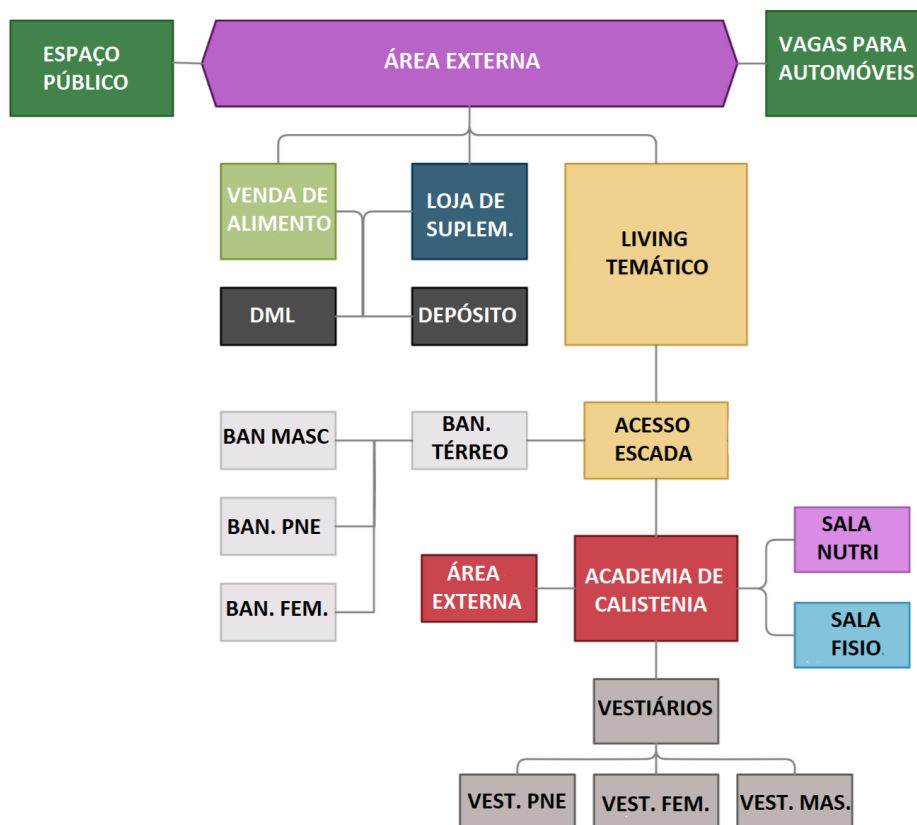 ESPAÇO
PÚBLICO
ÁREA EXTERNA
VAGAS PARA
AUTOMÓVEIS
VENDA DE
ALIMENTO
LOJA DE
SUPLEM.
LIVING
TEMÁTICO
DML
DEPÓSITO
BAN MASC
BAN.
TÉRREO
ACESSO
ESCADA
BAN. PNE
SALA
NUTRI
BAN. FEM.
ÁREA
EXTERNA
ACADEMIA DE
CALISTENIA
SALA
FISIO.
VESTIÁRIOS
VEST. PNE
VEST. FEM.
VEST. MAS.